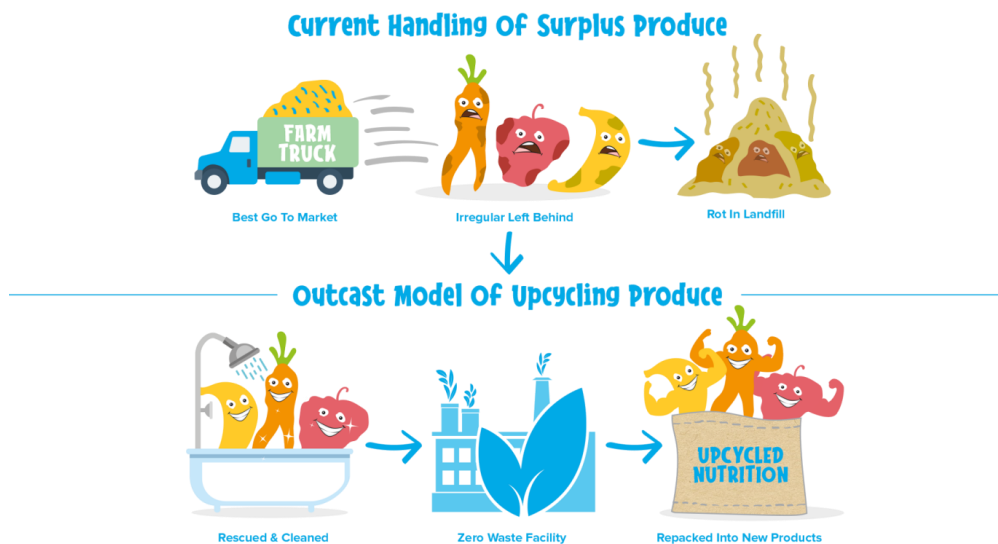 Current Handling Of Surplus Produce
FARM
TRUCK
Best Go To Market
Irregular Left Behind
Rot In Landfill
Outcast Model Of Upcycling Produce
UPCYCLED
NUTRITION
Rescued & Cleaned
Zero Waste Facility
Repacked Into New Products